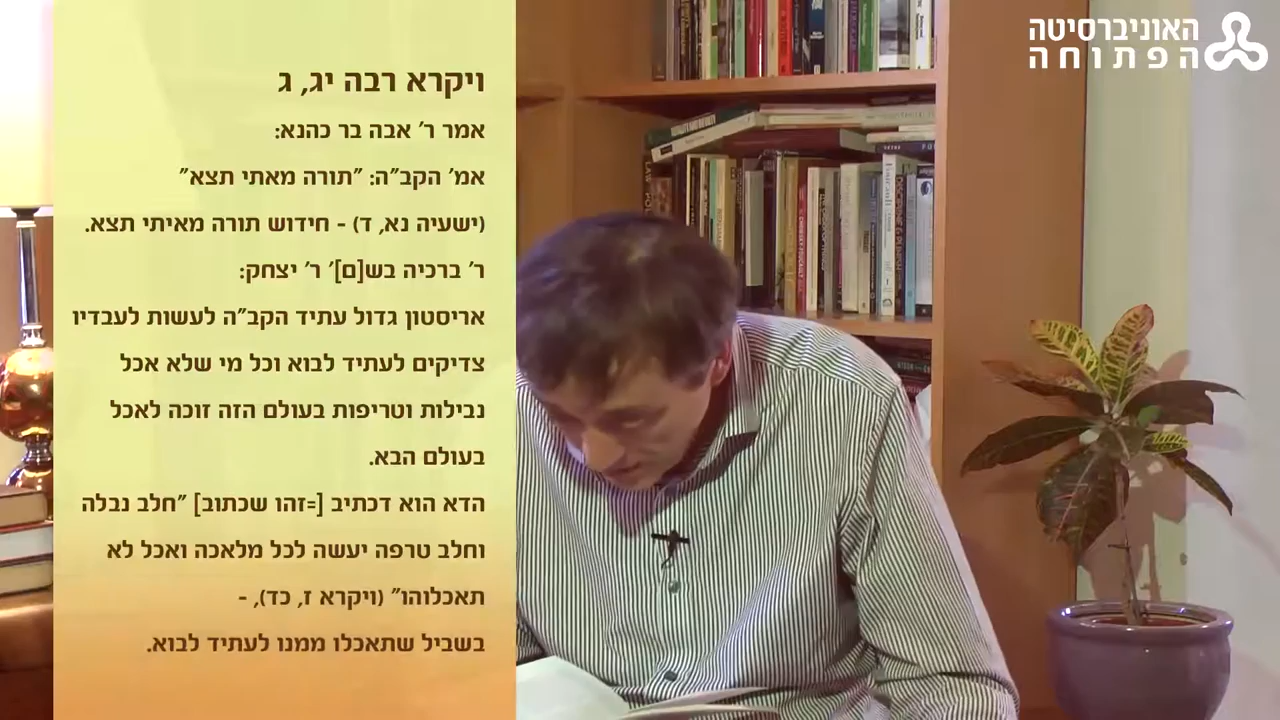 האוניברסיטה
הפתוחה
ויקרא רבה יג, ג
אמר ר' אבה בר כהנא:
אמ' הקב"ה: "תורה מאתי תצא"
(ישעיה נא, ד) - חידוש תורה מאיתי תצא.
ר' ברכיה בש[ם]' ר' יצחק:
אריסטון גדול עתיד הקב"ה לעשות לעבדיו
צדיקים לעתיד לבוא וכל מי שלא אכל
נבילות וטריפות בעולם הזה זוכה לאכל
בעולם הבא.
הדא הוא דכתיב [=זהו שכתוב] "חלב נבלה
וחלב טרפה יעשה לכל מלאכה ואכל לא
תאכלוהו" (ויקרא ז, כד), -
בשביל שתאכלו ממנו לעתיד לבוא.